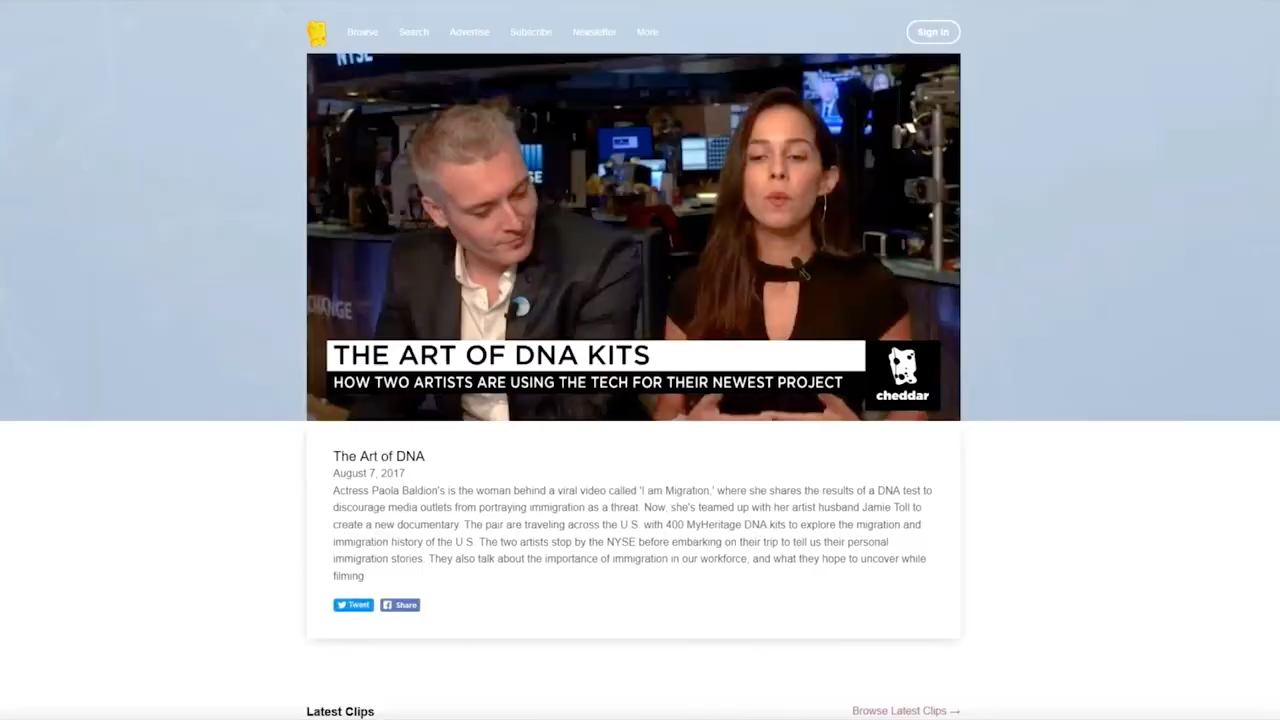 Browse Search Advertise Subscribe Newsletter More Sign In
NYSE
SE
THE ART OF DNA KITS
HOW TWO ARTISTS ARE USING THE TECH FOR THEIR NEWEST PROJECT
cheddar
The Art of DNA
August 7, 2017
Actress Paola Baldion's is the woman behind a viral video called 'I am Migration,' where she shares the results of a DNA test to
discourage media outlets from portraying immigration as a threat. Now, she's teamed up with her artist husband Jamie Toll to
create a new documentary. The pair are traveling across the U.S. with 400 MyHeritage DNA kits to explore the migration and
immigration history of the U.S. The two artists stop by the NYSE before embarking on their trip to tell us their personal
immigration stories. They also talk about the importance of immigration in our workforce, and what they hope to uncover while
filming
Tweet Share
Latest Clips Browse Latest Clips →